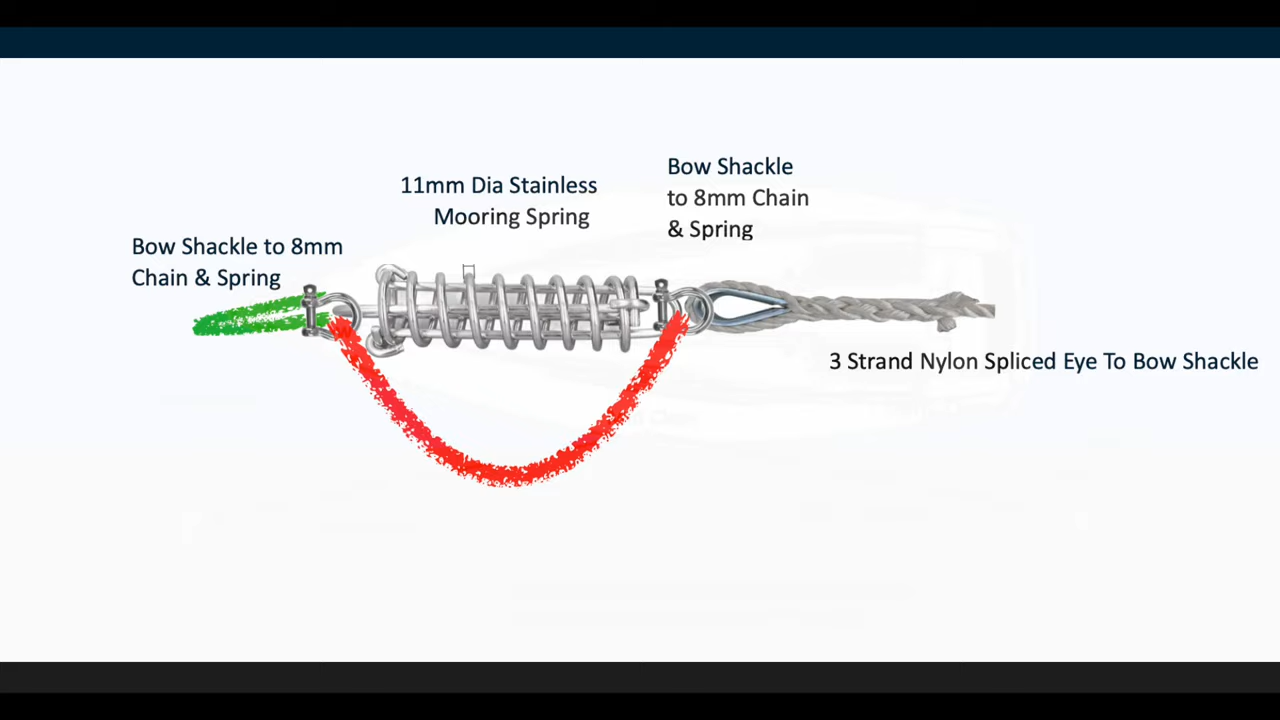 Bow Shackle
to 8mm Chain
& Spring
11mm Dia Stainless
Mooring Spring
Bow Shackle to 8mm
Chain & Spring
3 Strand Nylon Spliced Eye To Bow Shackle